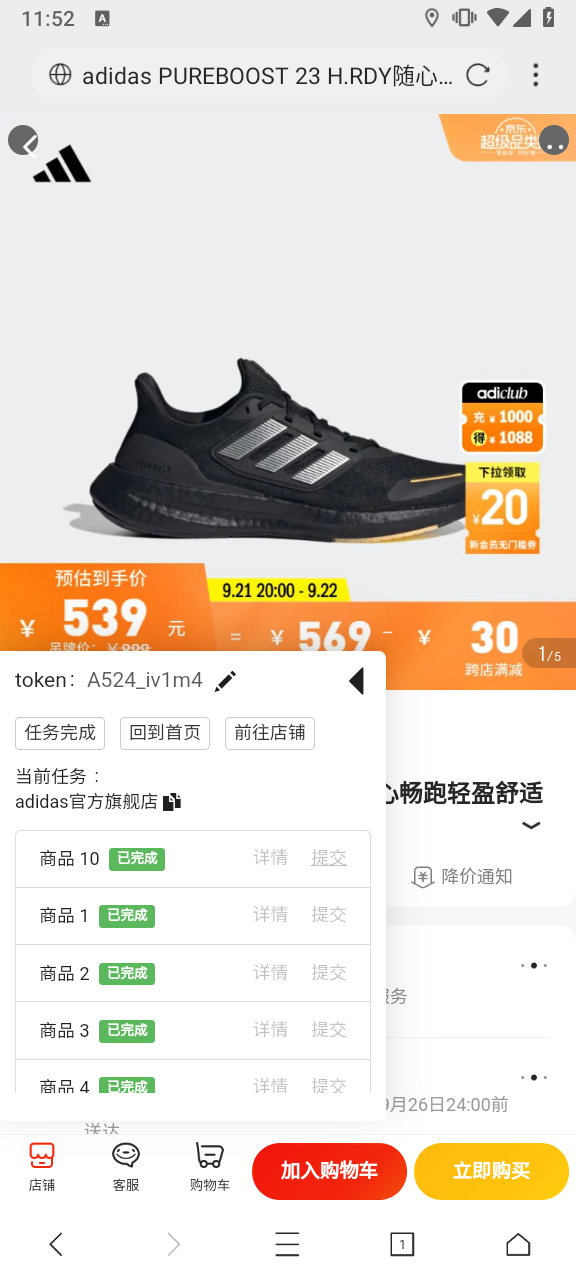 11:52
adidas PUREBOOST 23 H.RDY随心…
京东
超级品类
adiclub
充 ¥ 1000
得 ¥ 1088
下拉领取
¥20
新会员无门槛券
预估到手价
9.21 20:00 - 9.22
¥ 539 元 = ¥ 569 - ¥ 30
吊牌价: ¥999
跨店满减
1/5
token: A524_iv1m4
任务完成 回到首页 前往店铺
当前任务：
adidas官方旗舰店
心畅跑轻盈舒适
商品 10 已完成 详情 提交
降价通知
商品 1 已完成 详情 提交
商品 2 已完成 详情 提交
服务
商品 3 已完成 详情 提交
商品 4 已完成 详情 提交
9月26日24:00前
送达
店铺 客服 购物车 加入购物车 立即购买
1